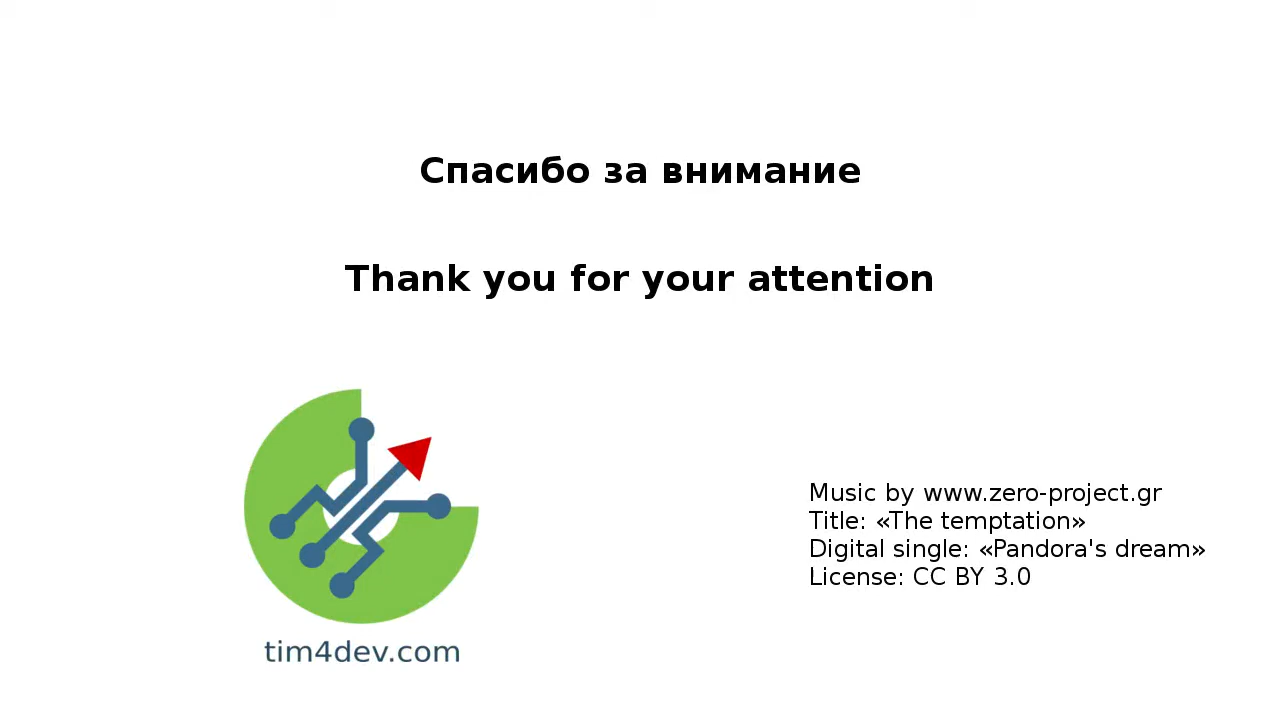 Спасибо за внимание
Thank you for your attention
Music by www.zero-project.gr
Title: «The temptation»
Digital single: «Pandora's dream»
License: CC BY 3.0
tim4dev.com